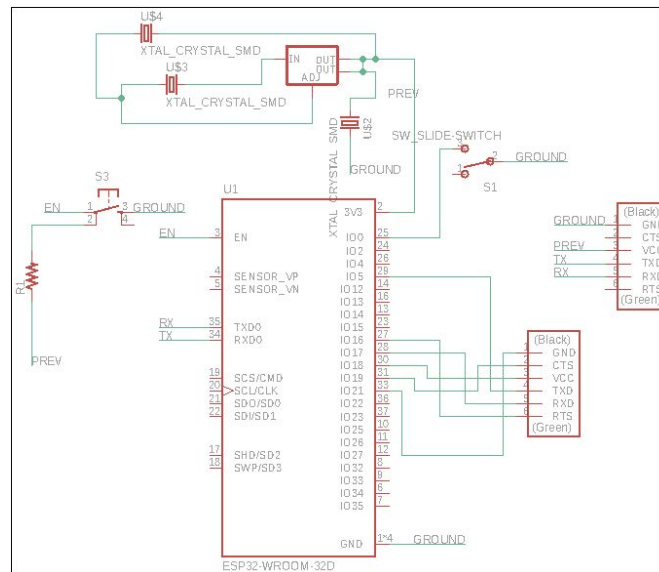 U$4
XTAL_CRYSTAL_SMD
U$3
XTAL_CRYSTAL_SMD
IN
OUT
OUT
ADJ
PREV
XTAL_CRYSTAL_SMD
U$2
GROUND
SW_SLIDE-SWITCH
3
2
1
GROUND
S1
S3
EN
1
3
GROUND
2
4
R1
PREV
U1
EN
3
EN
4
SENSOR_VP
5
SENSOR_VN
RX
35
TXD0
TX
34
RXD0
19
SCS/CMD
20
SCL/CLK
21
SDO/SD0
22
SDI/SD1
17
SHD/SD2
18
SWP/SD3
3V3
2
IO0
25
IO2
24
IO4
26
IO5
29
IO12
14
IO13
16
IO14
13
IO15
23
IO16
27
IO17
28
IO18
30
IO19
31
IO21
33
IO22
36
IO23
37
IO25
10
IO26
11
IO27
12
IO32
8
IO33
9
IO34
6
IO35
7
GND
1*4
GROUND
ESP32-WROOM-32D
(Black)
1
GND
2
CTS
3
VCC
4
TXD
5
RXD
6
RTS
(Green)
(Black)
GROUND
1
GN
2
CTS
PREV
3
VC
TX
4
TX
RX
5
RX
6
RTS
(Green)